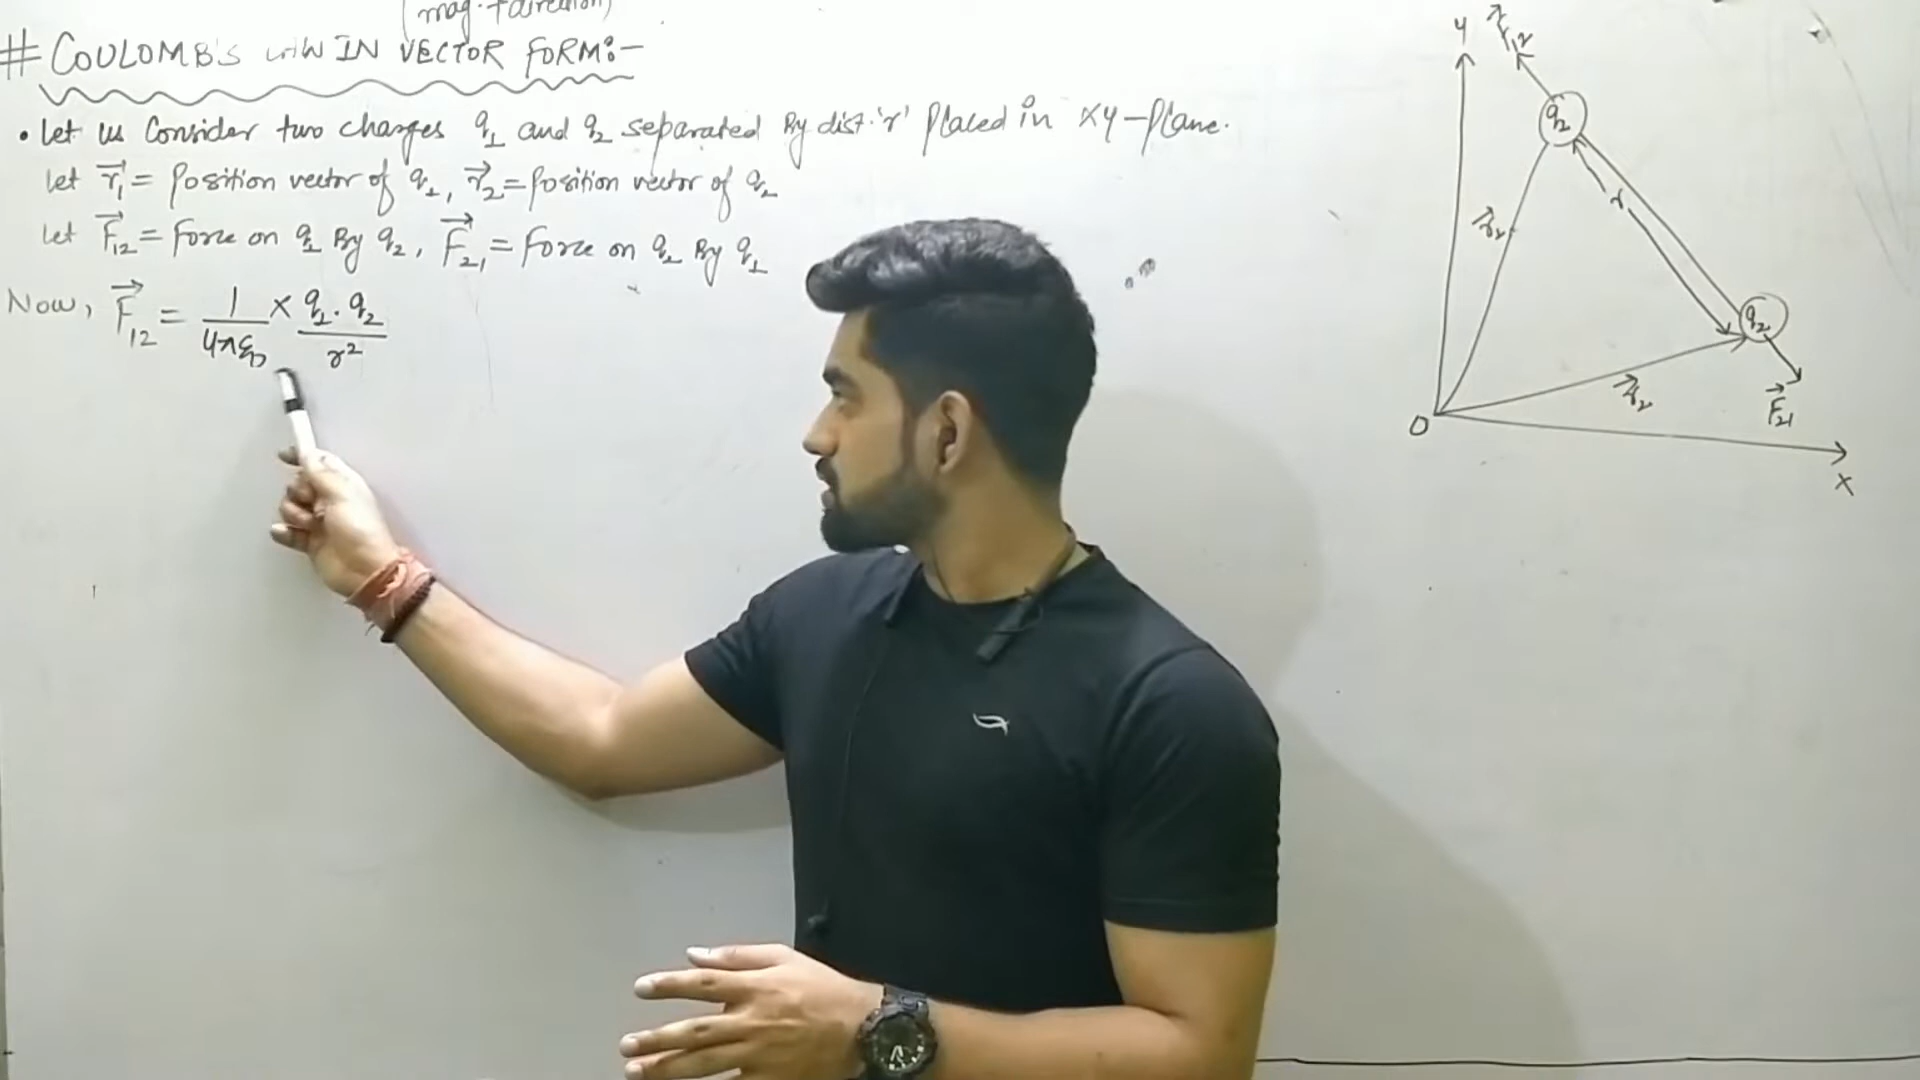 (mag. + direction)
# COULOMB'S LAW IN VECTOR FORM:-
• Let us Consider two charges q₁ and q₂ separated By dist. 'r' Placed in XY-Plane.
Let r⃗₁ = Position vector of q₁, r⃗₂ = Position vector of q₂
Let F⃗₁₂ = Force on q₁ By q₂, F⃗₂₁ = Force on q₂ By q₁
Now, F⃗₁₂ = 1/4πε₀ × q₁.q₂/r²
y
F⃗₁₂
q₂
r
r⃗₂
q₂
r⃗₂
F⃗₂₁
O
X